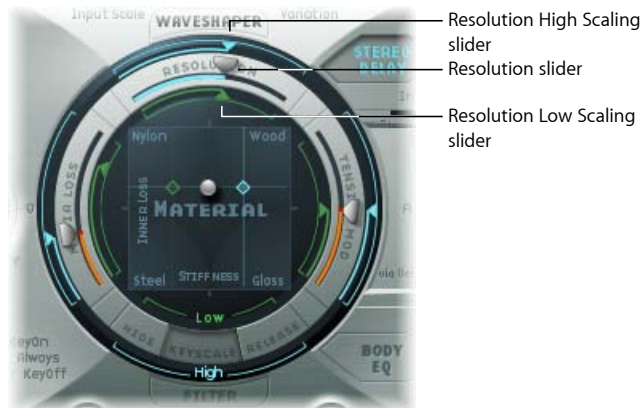 Input Scale
WAVESHAPER
Variation
Resolution High Scaling
slider
STEREO
DELAY
RESOLUTION
Resolution slider
Resolution Low Scaling
slider
Nylon
Wood
MEDIA LOSS
TENSION MOD
INNER LOSS
MATERIAL
Steel
STIFFNESS
Glass
Low
HIDE
KEYSCALE
RELEASE
Always
KeyOff
BODY
EQ
High
FILTER